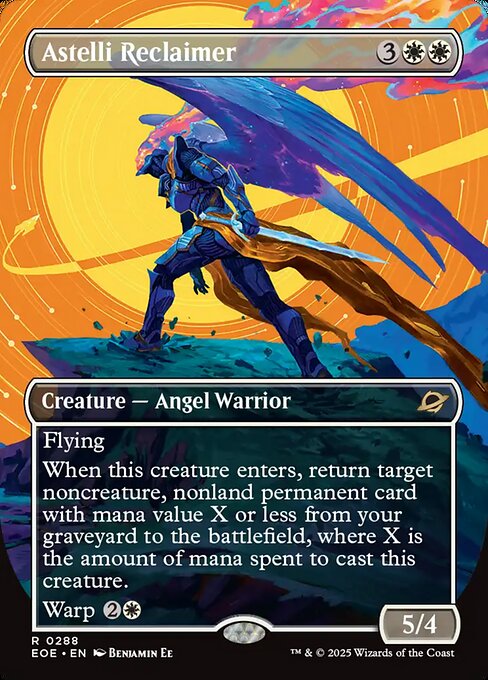 Astelli Reclaimer 3
Creature — Angel Warrior
Flying
When this creature enters, return target
noncreature, nonland permanent card
with mana value X or less from your
graveyard to the battlefield, where X is
the amount of mana spent to cast this
creature.
Warp 2
5/4
R 0288
EOE • EN Benjamin Ee
™ & © 2025 Wizards of the Coast